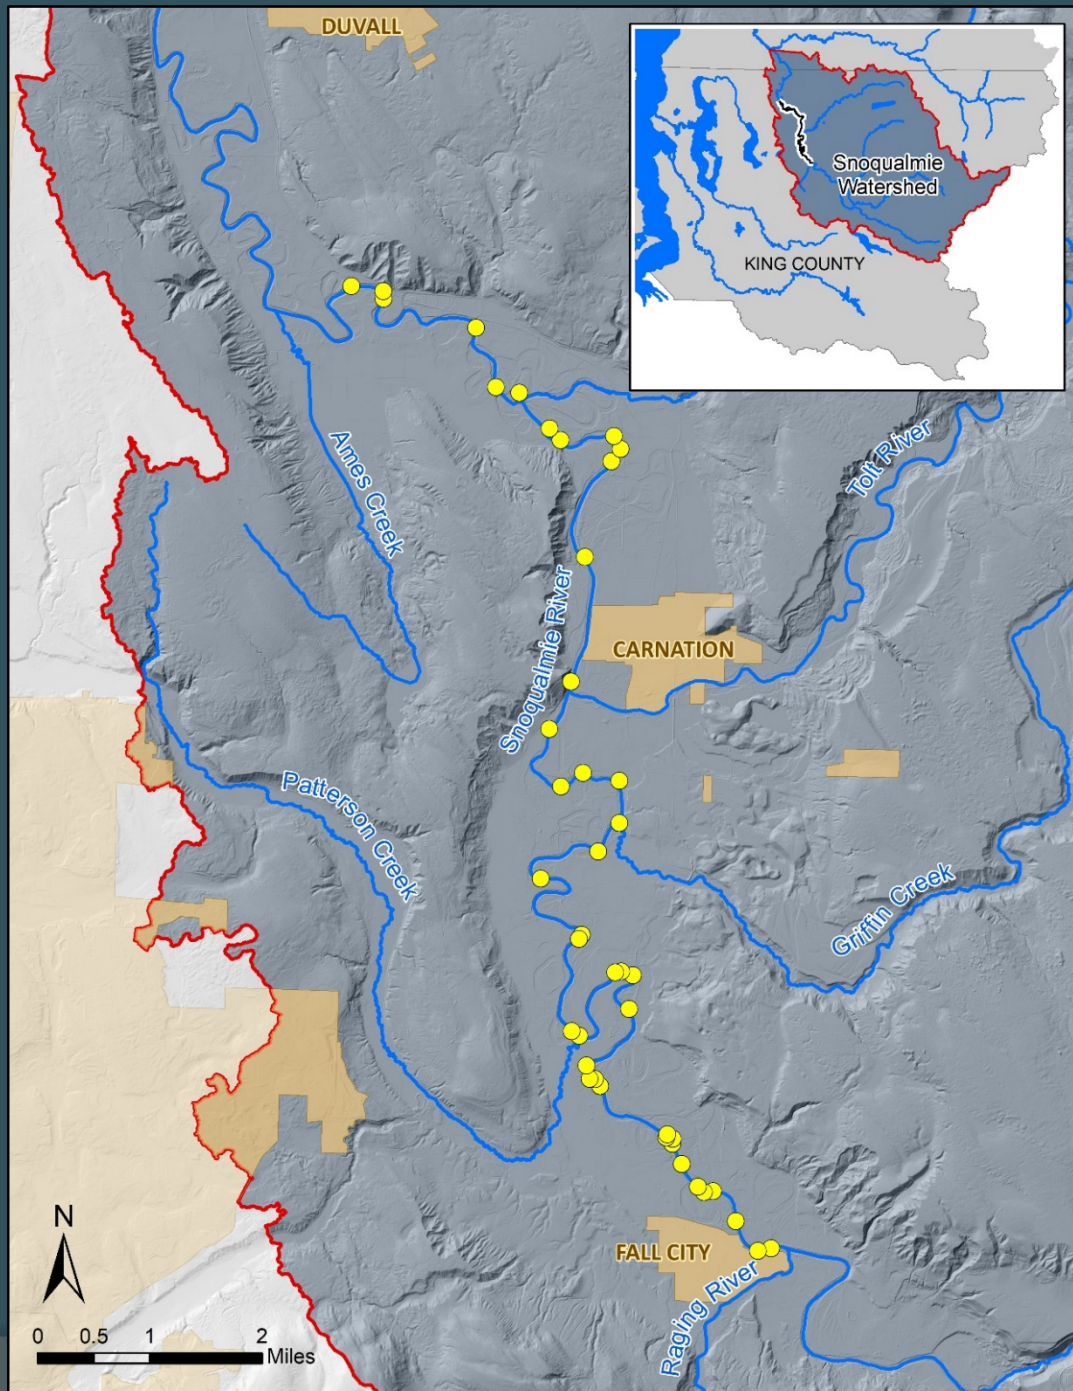 DUVALL
Snoqualmie
Watershed
KING COUNTY
Ames Creek
Tolt River
Snoqualmie River
CARNATION
Patterson Creek
Griffin Creek
FALL CITY
Raging River
N
0 0.5 1 2
Miles